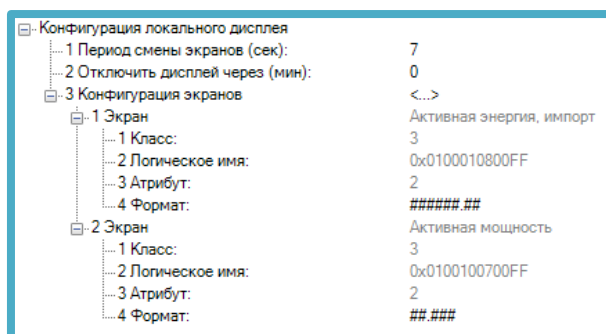 Конфигурация локального дисплея
1 Период смены экранов (сек): 7
2 Отключить дисплей через (мин): 0
3 Конфигурация экранов <...>
1 Экран Активная энергия, импорт
1 Класс: 3
2 Логическое имя: 0x0100010800FF
3 Атрибут: 2
4 Формат: ######.##
2 Экран Активная мощность
1 Класс: 3
2 Логическое имя: 0x0100100700FF
3 Атрибут: 2
4 Формат: ##.###